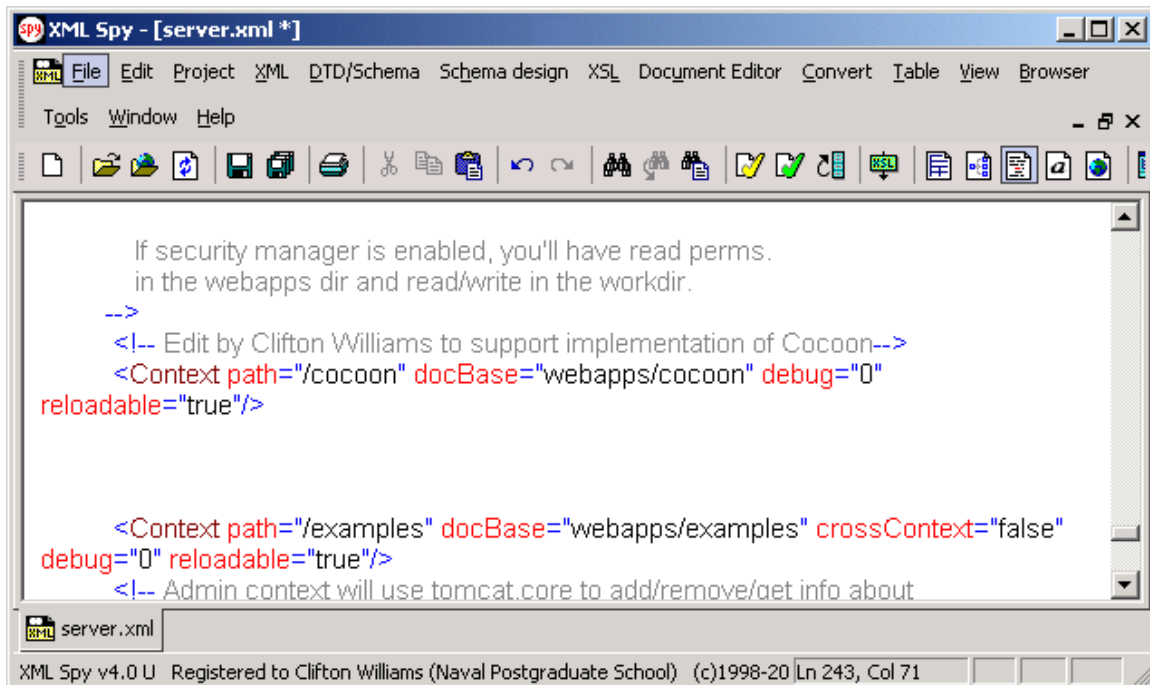 spy XML Spy - [server.xml *]
XML File Edit Project XML DTD/Schema Schema design XSL Document Editor Convert Table View Browser
Tools Window Help
XSL a
If security manager is enabled, you'll have read perms.
in the webapps dir and read/write in the workdir.
-->
<!-- Edit by Clifton Williams to support implementation of Cocoon-->
<Context path="/cocoon" docBase="webapps/cocoon" debug="0"
reloadable="true"/>
<Context path="/examples" docBase="webapps/examples" crossContext="false"
debug="0" reloadable="true"/>
<!-- Admin context will use tomcat.core to add/remove/get info about
XML server.xml
XML Spy v4.0 U Registered to Clifton Williams (Naval Postgraduate School) (c)1998-20 Ln 243, Col 71